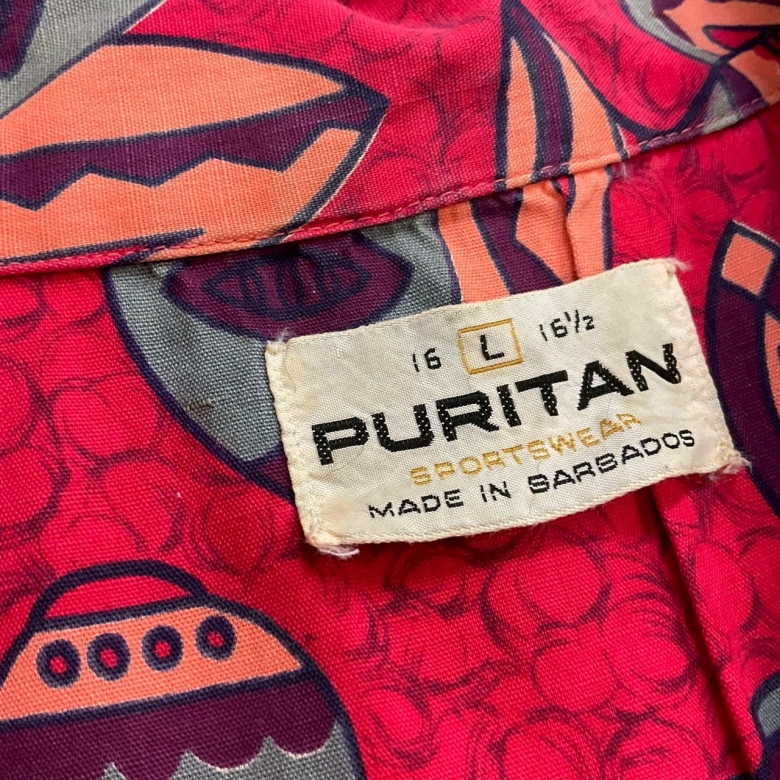 16 L 16½
PURITAN
SPORTSWEAR
MADE IN BARBADOS